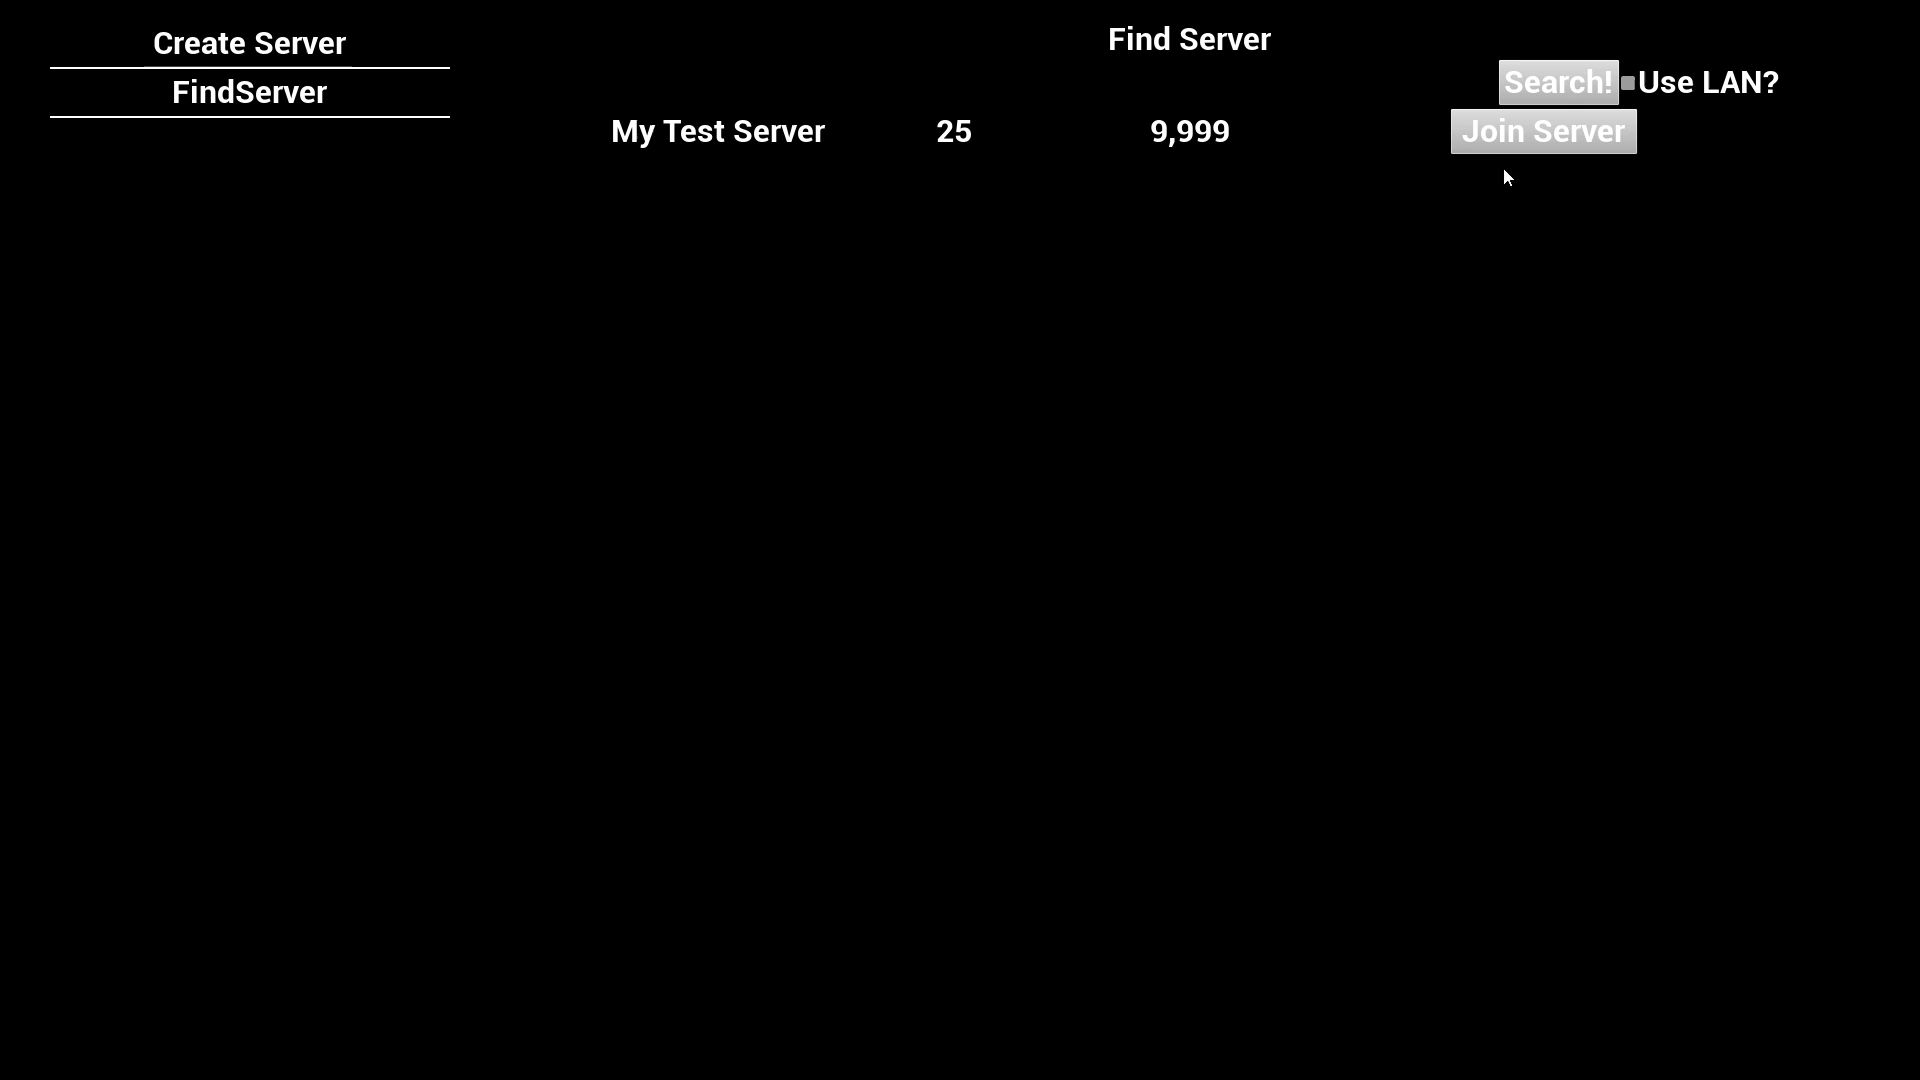 Create Server
FindServer
Find Server
Search! Use LAN?
My Test Server 25 9,999 Join Server